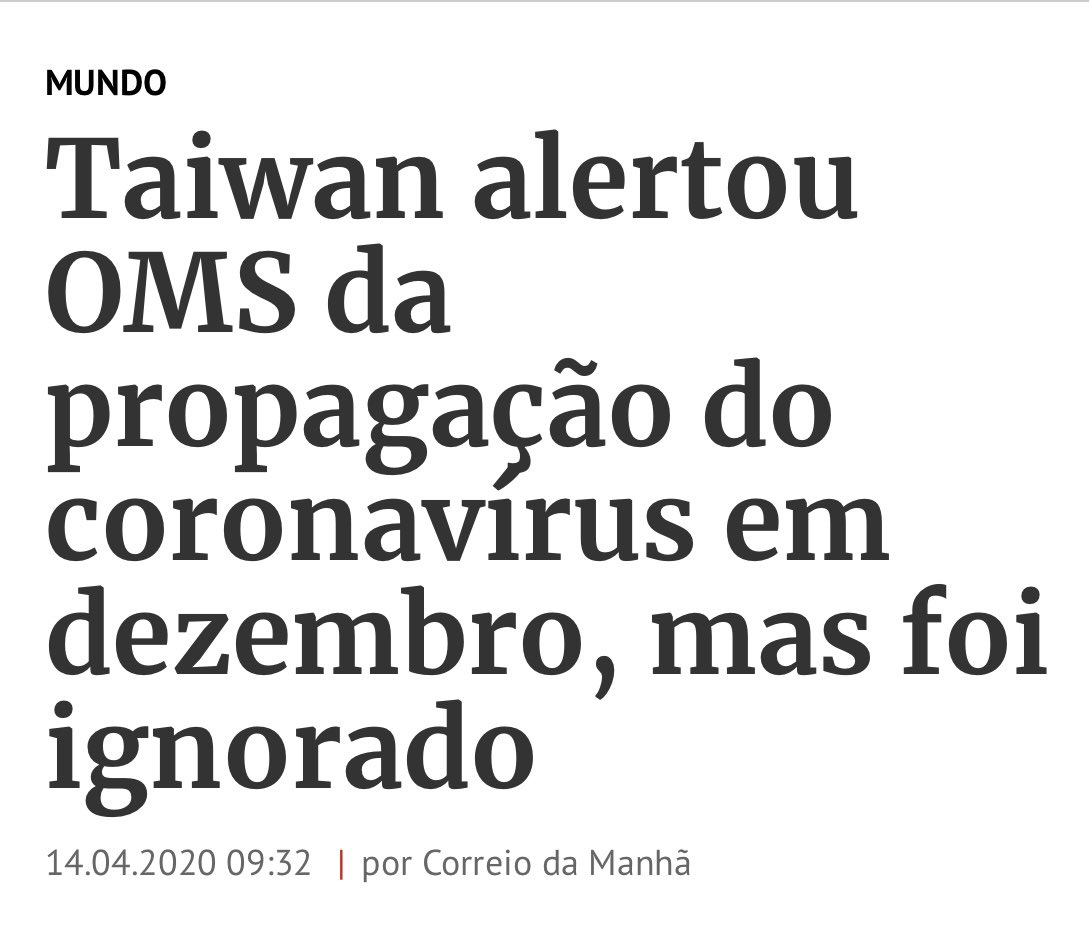 MUNDO
Taiwan alertou
OMS da
propagação do
coronavírus em
dezembro, mas foi
ignorado
14.04.2020 09:32 | por Correio da Manhã